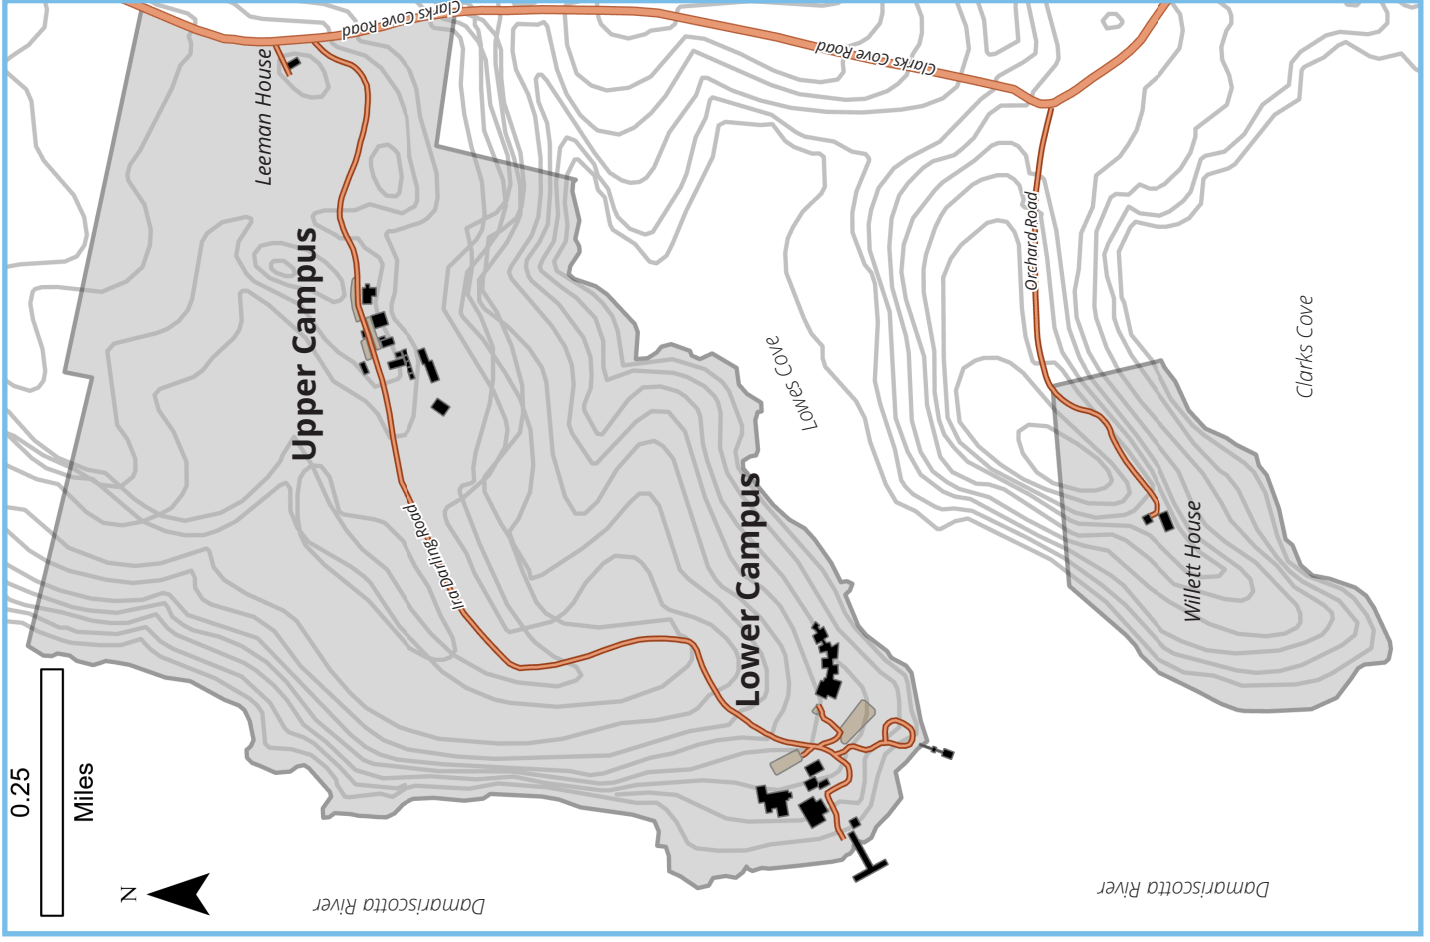 Clarks Cove Road
Clarks Cove Road
Leeman House
Upper Campus
Orchard Road
Lowes Cove
Clarks Cove
Ira Darling Road
Lower Campus
Willett House
0.25
Miles
N
Damariscotta River
Damariscotta River